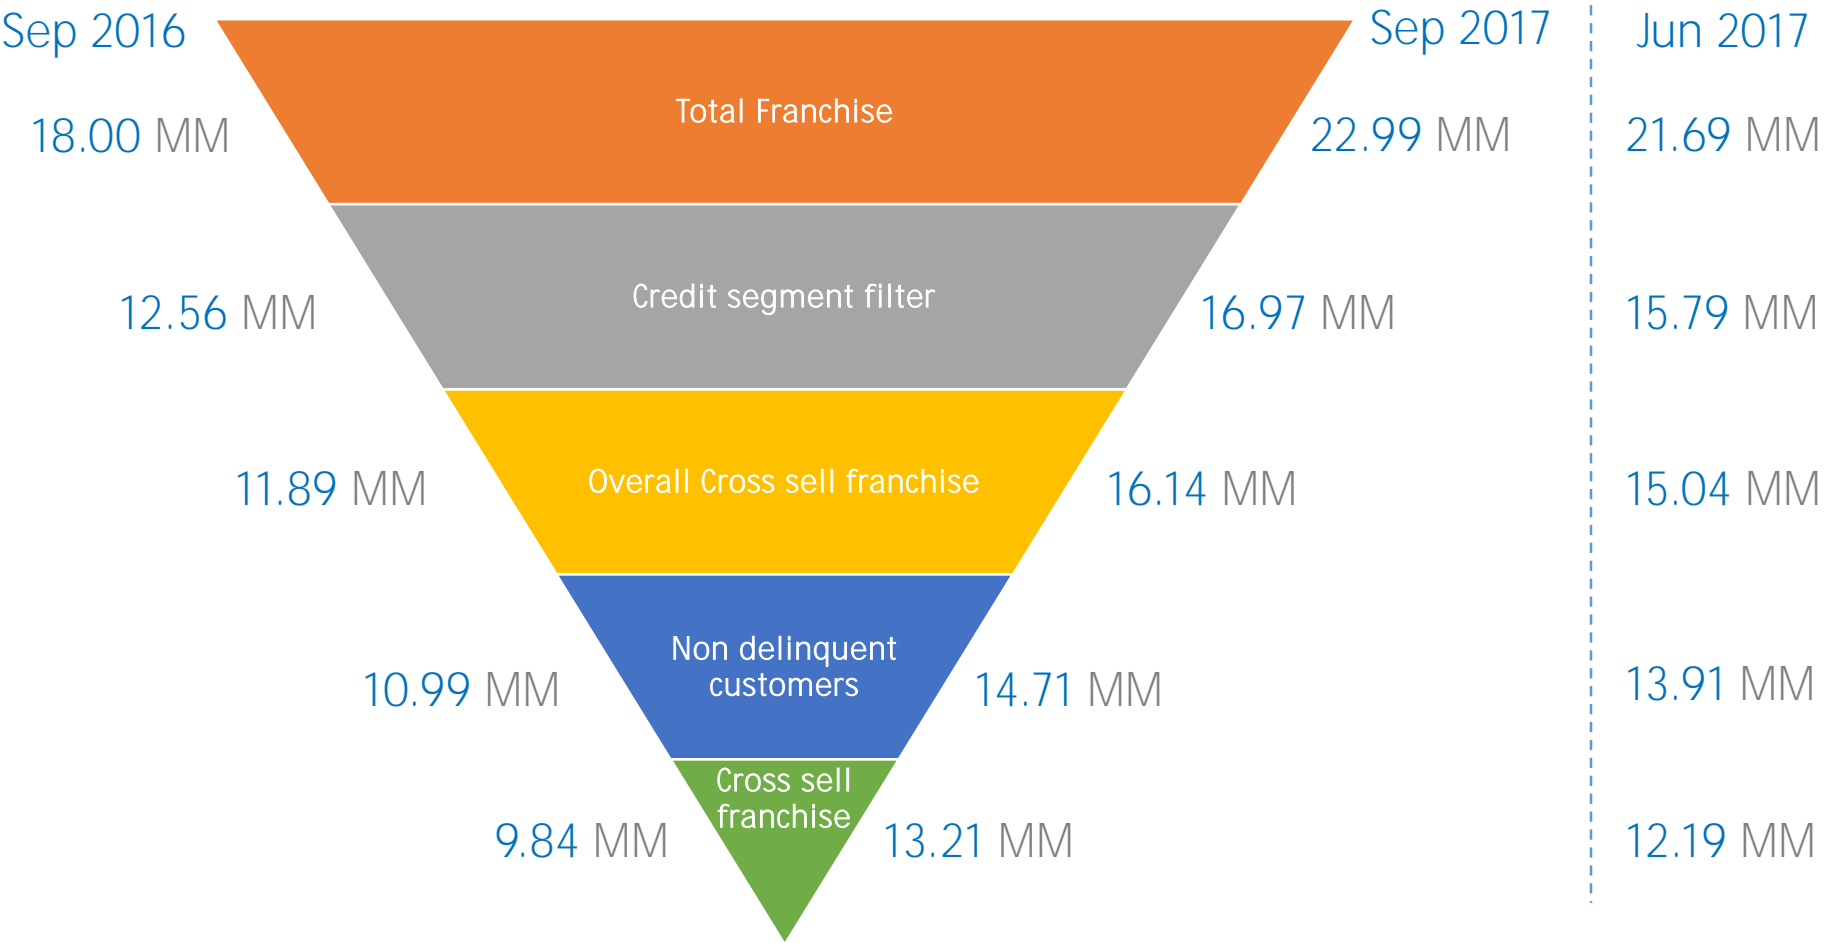 Sep 2016 Sep 2017 Jun 2017
18.00 MM Total Franchise 22.99 MM 21.69 MM
12.56 MM Credit segment filter 16.97 MM 15.79 MM
11.89 MM Overall Cross sell franchise 16.14 MM 15.04 MM
Non delinquent
customers
10.99 MM 14.71 MM 13.91 MM
Cross sell
franchise
9.84 MM 13.21 MM 12.19 MM